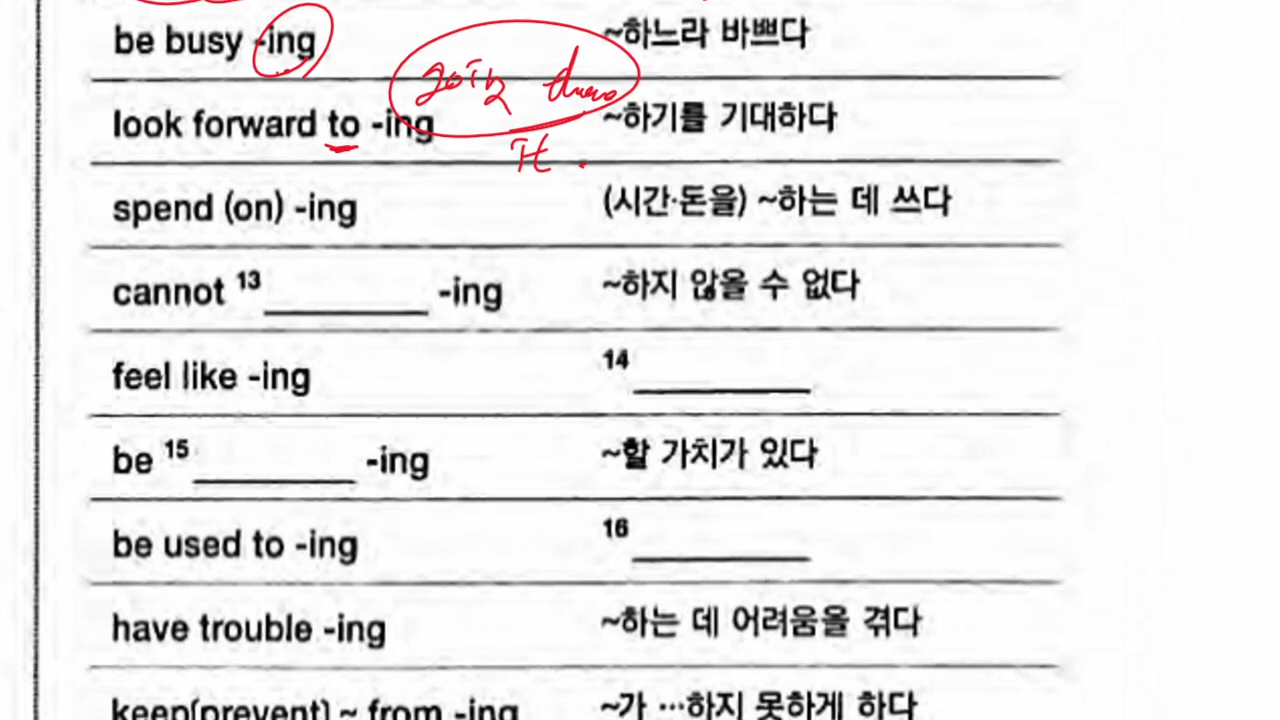 be busy -ing ~하느라 바쁘다
going there
look forward to -ing ~하기를 기대하다
it.
spend (on) -ing (시간·돈을) ~하는 데 쓰다
cannot 13 ________ -ing ~하지 않을 수 없다
feel like -ing 14 ________
be 15 ________ -ing ~할 가치가 있다
be used to -ing 16 ________
have trouble -ing ~하는 데 어려움을 겪다
keep(prevent) ~ from -ing ~가 …하지 못하게 하다